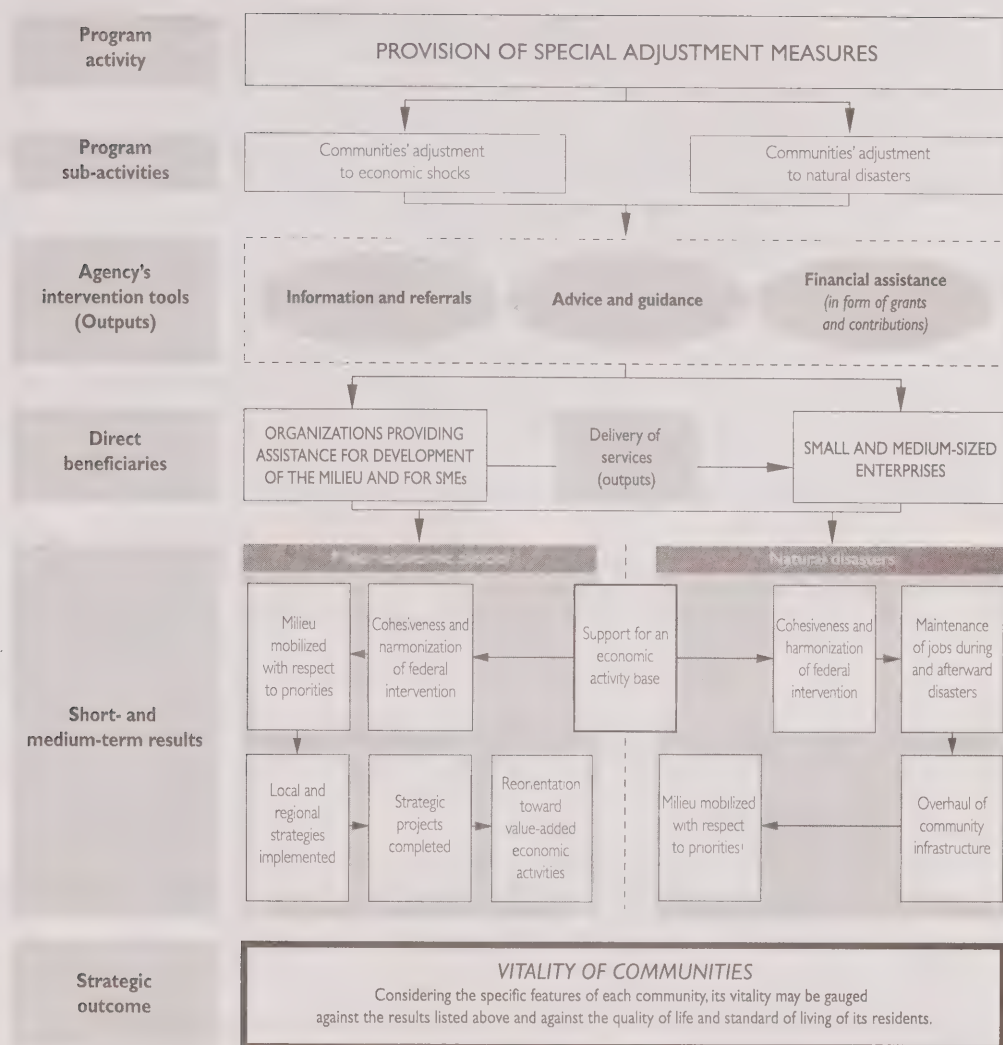 Program
activity
PROVISION OF SPECIAL ADJUSTMENT MEASURES
Program
sub-activities
Communities' adjustment
to economic shocks
Communities' adjustment
to natural disasters
Agency's
intervention tools
(Outputs)
Information and referrals
Advice and guidance
Financial assistance
(in form of grants
and contributions)
Direct
beneficiaries
ORGANIZATIONS PROVIDING
ASSISTANCE FOR DEVELOPMENT
OF THE MILIEU AND FOR SMEs
Delivery of
services
(outputs)
SMALL AND MEDIUM-SIZED
ENTERPRISES
Short- and
medium-term results
Natural disasters
Milieu
mobilized
with respect
to priorities
Cohesiveness and
harmonization
of federal
intervention
Support for an
economic
activity base
Cohesiveness and
harmonization
of federal
intervention
Maintenance
of jobs during
and afterward
disasters
Local and
regional
strategies
implemented
Strategic
projects
completed
Reorientation
toward
value-added
economic
activities
Milieu mobilized
with respect
to priorities¹
Overhaul of
community
infrastructure
Strategic
outcome
VITALITY OF COMMUNITIES
Considering the specific features of each community, its vitality may be gauged
against the results listed above and against the quality of life and standard of living of its residents.